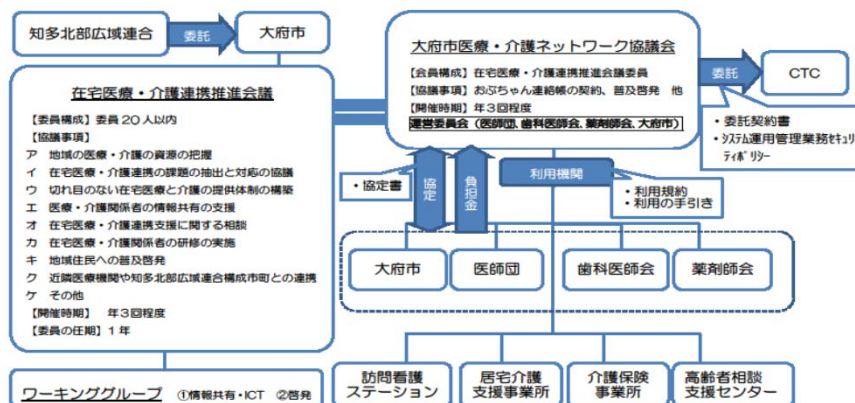 知多北部広域連合
委託
大府市
在宅医療・介護連携推進会議
【委員構成】委員20人以内
【協議事項】
ア 地域の医療・介護の資源の把握
イ 在宅医療・介護連携の課題の抽出と対応の協議
ウ 切れ目のない在宅医療と介護の提供体制の構築
エ 医療・介護関係者の情報共有の支援
オ 在宅医療・介護連携支援に関する相談
カ 在宅医療・介護関係者の研修の実施
キ 地域住民への普及啓発
ク 近隣医療機関や知多北部広域連合構成市町との連携
ケ その他
【開催時期】 年3回程度
【委員の任期】1年
ワーキンググループ ①情報共有・ICT ②啓発
大府市医療・介護ネットワーク協議会
【会員構成】在宅医療・介護連携推進会議委員
【協議事項】おぶちゃん連絡帳の契約、普及啓発 他
【開催時期】年3回程度
運営委員会(医師団、歯科医師会、薬剤師会、大府市)
委託
CTC
・委託契約書
・システム運用管理業務セキュリ
ティポリシー
・協定書
協定
負担金
利用機関
・利用規約
・利用の手引き
大府市
医師団
歯科医師会
薬剤師会
訪問看護
ステーション
居宅介護
支援事業所
介護保険
事業所
高齢者相談
支援センター